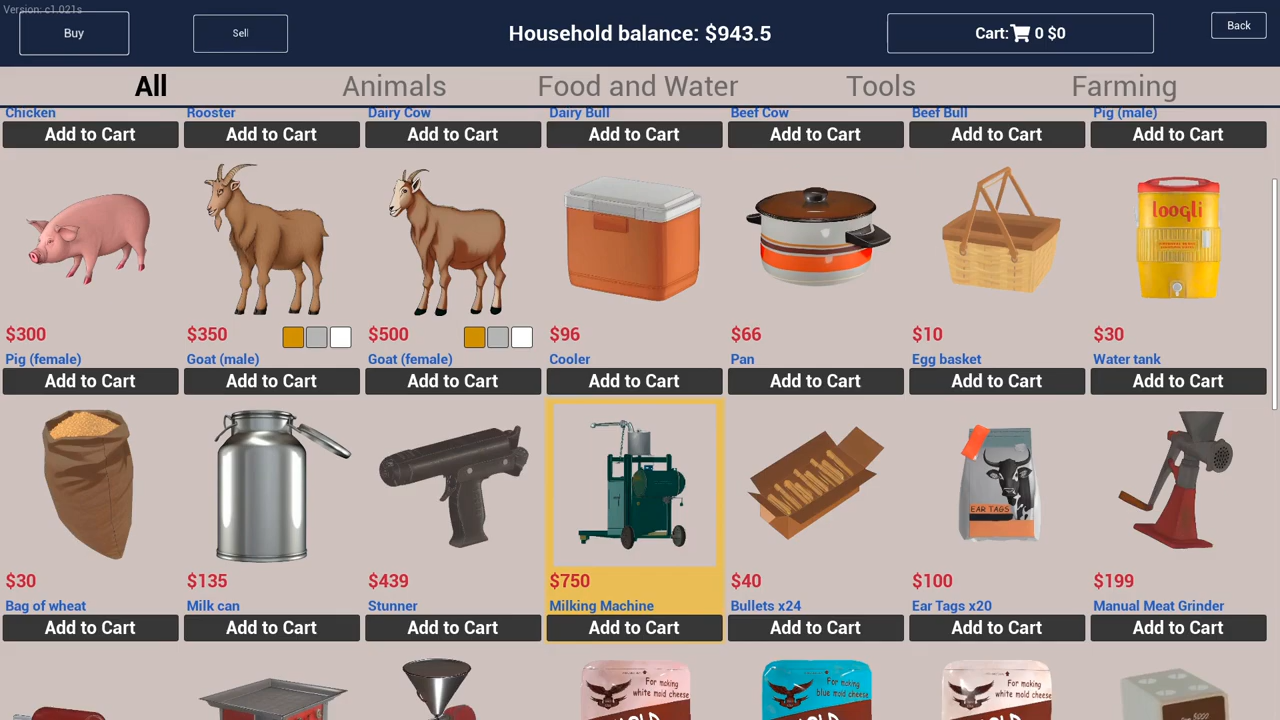 Version: c1.021s
Buy
Sell
Household balance: $943.5
Cart: 0 $0
Back
All
Animals
Food and Water
Tools
Farming
Chicken
Rooster
Dairy Cow
Dairy Bull
Beef Cow
Beef Bull
Pig (male)
Add to Cart
Add to Cart
Add to Cart
Add to Cart
Add to Cart
Add to Cart
Add to Cart
looqli
$300
$350
$500
$96
$66
$10
$30
Pig (female)
Goat (male)
Goat (female)
Cooler
Pan
Egg basket
Water tank
Add to Cart
Add to Cart
Add to Cart
Add to Cart
Add to Cart
Add to Cart
Add to Cart
EAR TAGS
$30
$135
$439
$750
$40
$100
$199
Bag of wheat
Milk can
Stunner
Milking Machine
Bullets x24
Ear Tags x20
Manual Meat Grinder
Add to Cart
Add to Cart
Add to Cart
Add to Cart
Add to Cart
Add to Cart
Add to Cart
For making
white mold cheese
For making
blue mold cheese
For making
white mold cheese